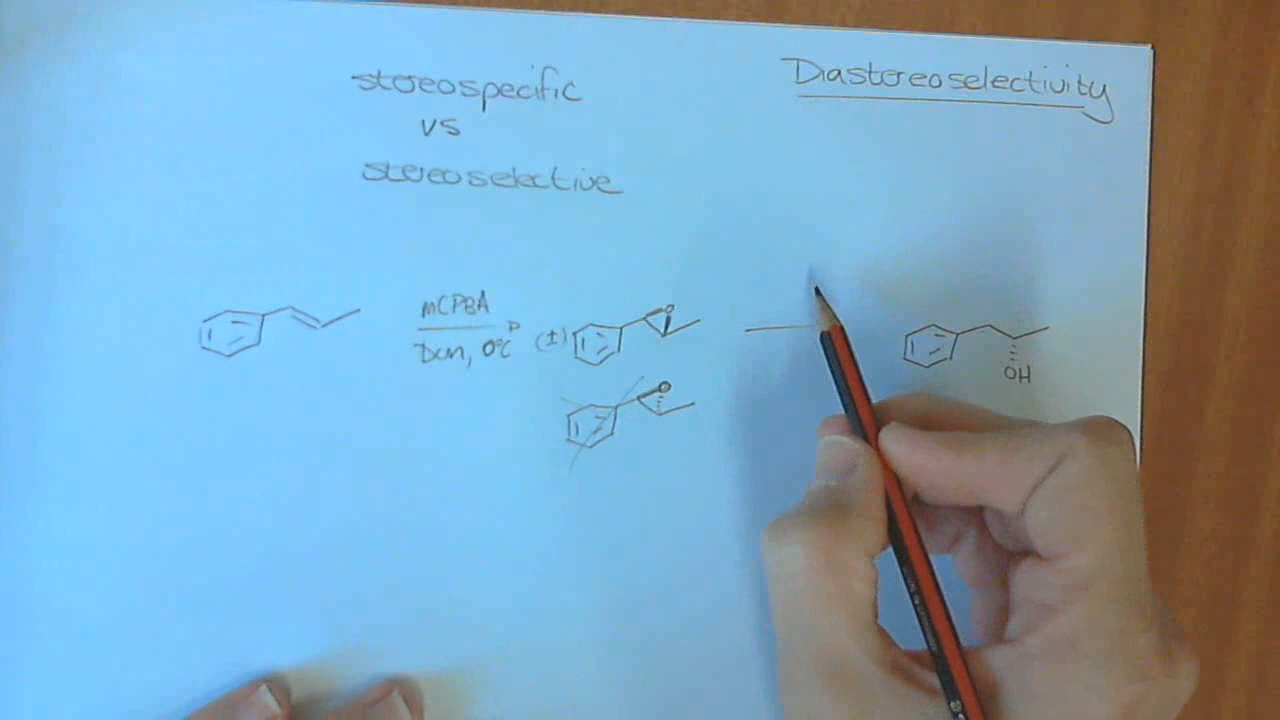 stereospecific
vs
stereoselective
Diastereoselectivity
mCPBA
DCM, 0°C
(±)
O
O
OH